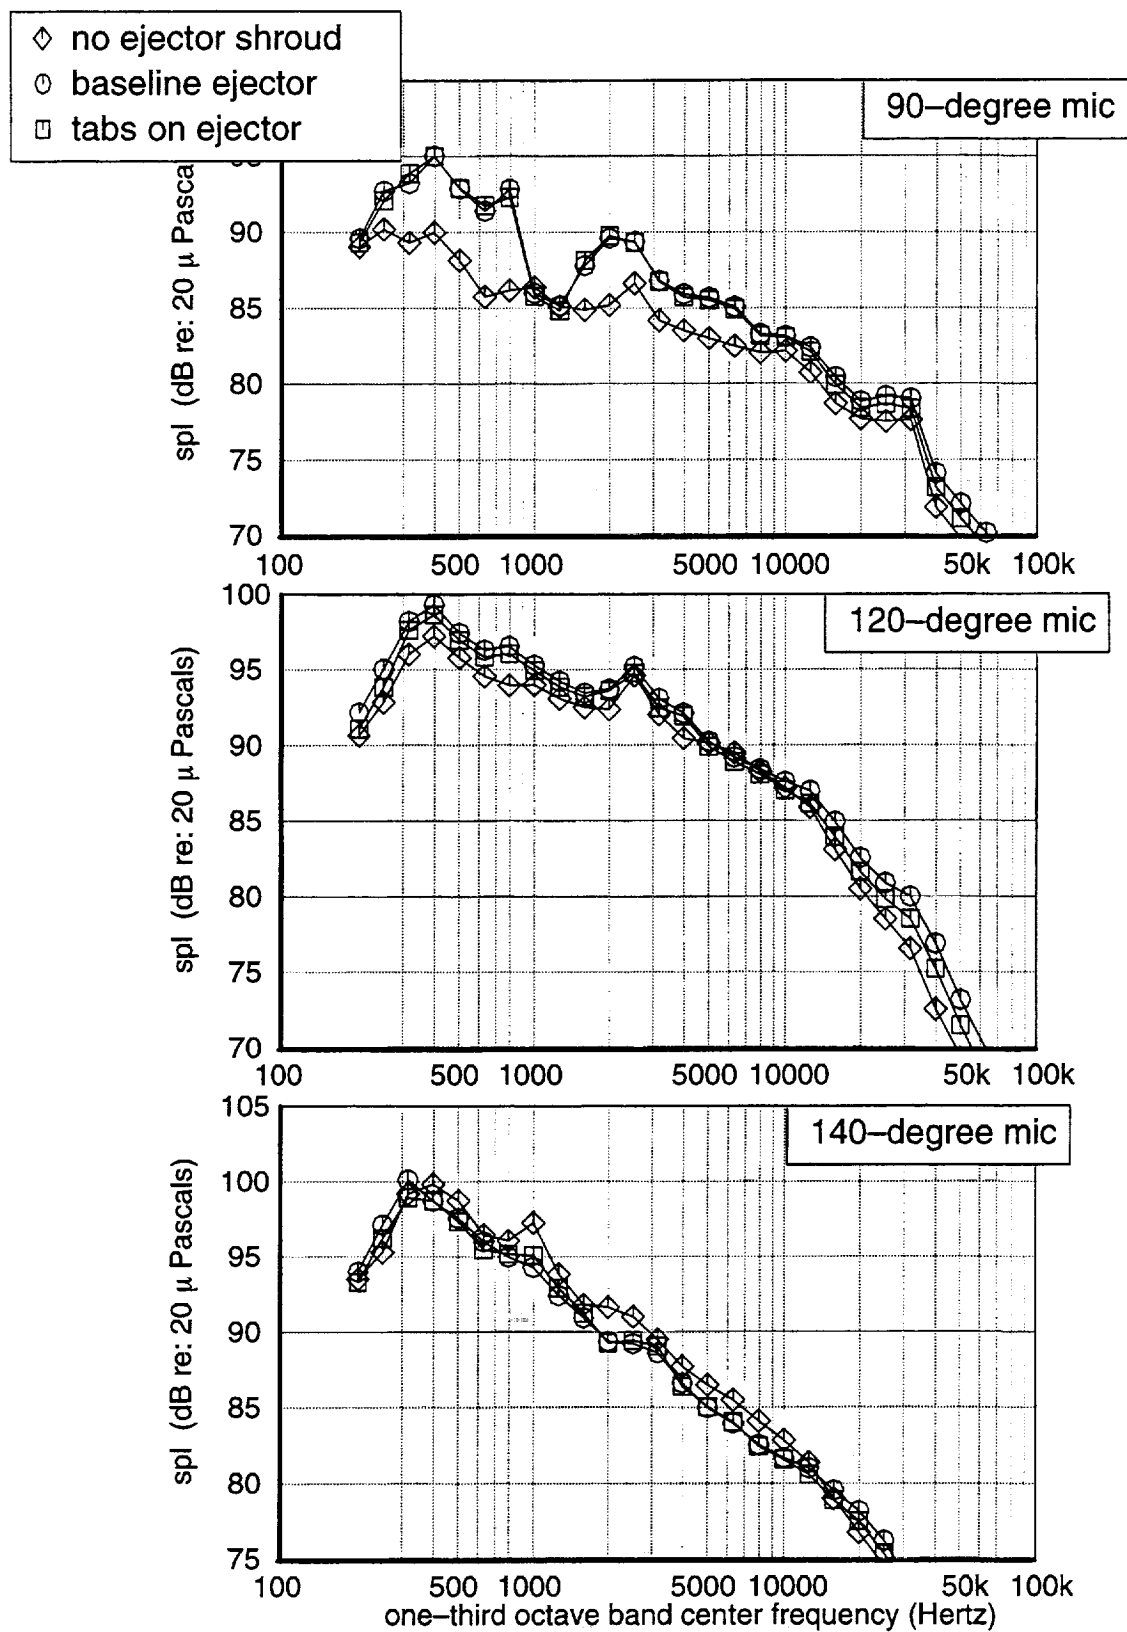 no ejector shroud
baseline ejector
tabs on ejector
90–degree mic
spl (dB re: 20 μ Pasca
90
85
80
75
70
100 500 1000 5000 10000 50k 100k
120–degree mic
spl (dB re: 20 μ Pascals)
100
95
90
85
80
75
70
100 500 1000 5000 10000 50k 100k
140–degree mic
spl (dB re: 20 μ Pascals)
105
100
95
90
85
80
75
100 500 1000 5000 10000 50k 100k
one–third octave band center frequency (Hertz)